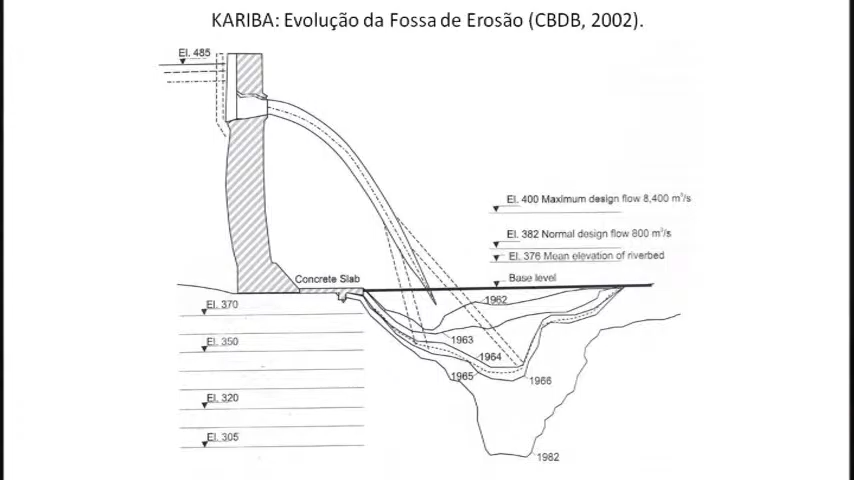 KARIBA: Evolução da Fossa de Erosão (CBDB, 2002).
El. 485
El. 400 Maximum design flow 8,400 m³/s
El. 382 Normal design flow 800 m³/s
El. 376 Mean elevation of riverbed
Base level
Concrete Slab
1962
El. 370
1963
El. 350
1964
1965
1966
El. 320
El. 305
1982